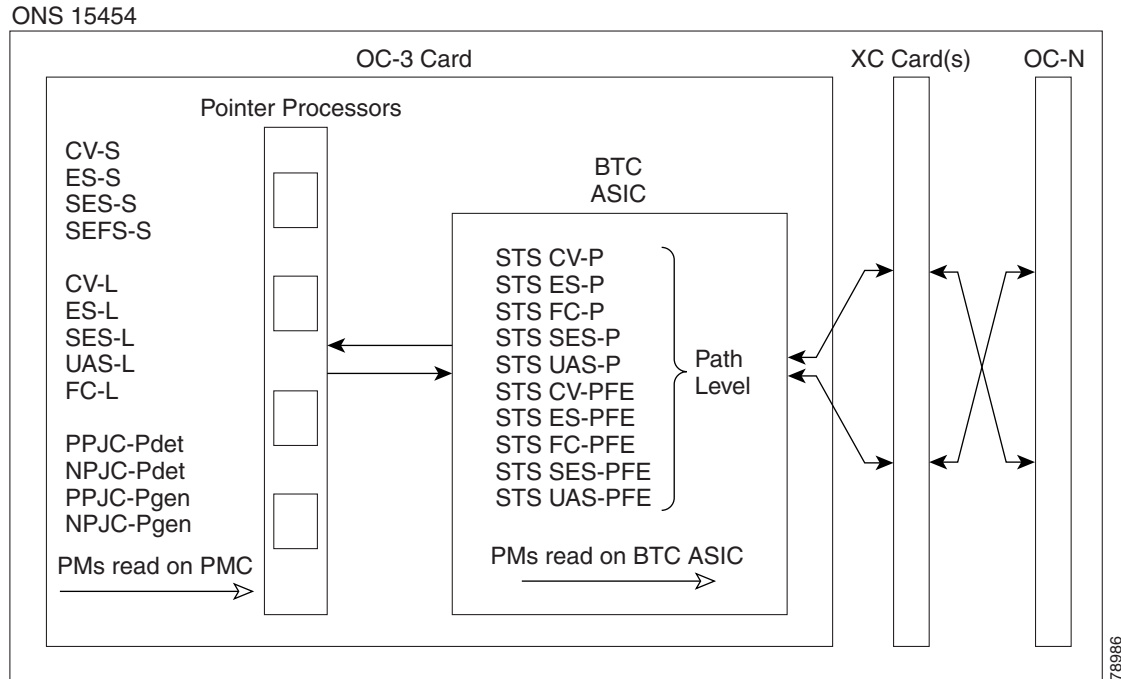 ONS 15454
OC-3 Card
XC Card(s)
OC-N
Pointer Processors
CV-S
ES-S
SES-S
SEFS-S
CV-L
ES-L
SES-L
UAS-L
FC-L
PPJC-Pdet
NPJC-Pdet
PPJC-Pgen
NPJC-Pgen
PMs read on PMC
BTC
ASIC
STS CV-P
STS ES-P
STS FC-P
STS SES-P
STS UAS-P
STS CV-PFE
STS ES-PFE
STS FC-PFE
STS SES-PFE
STS UAS-PFE
Path
Level
PMs read on BTC ASIC
78986